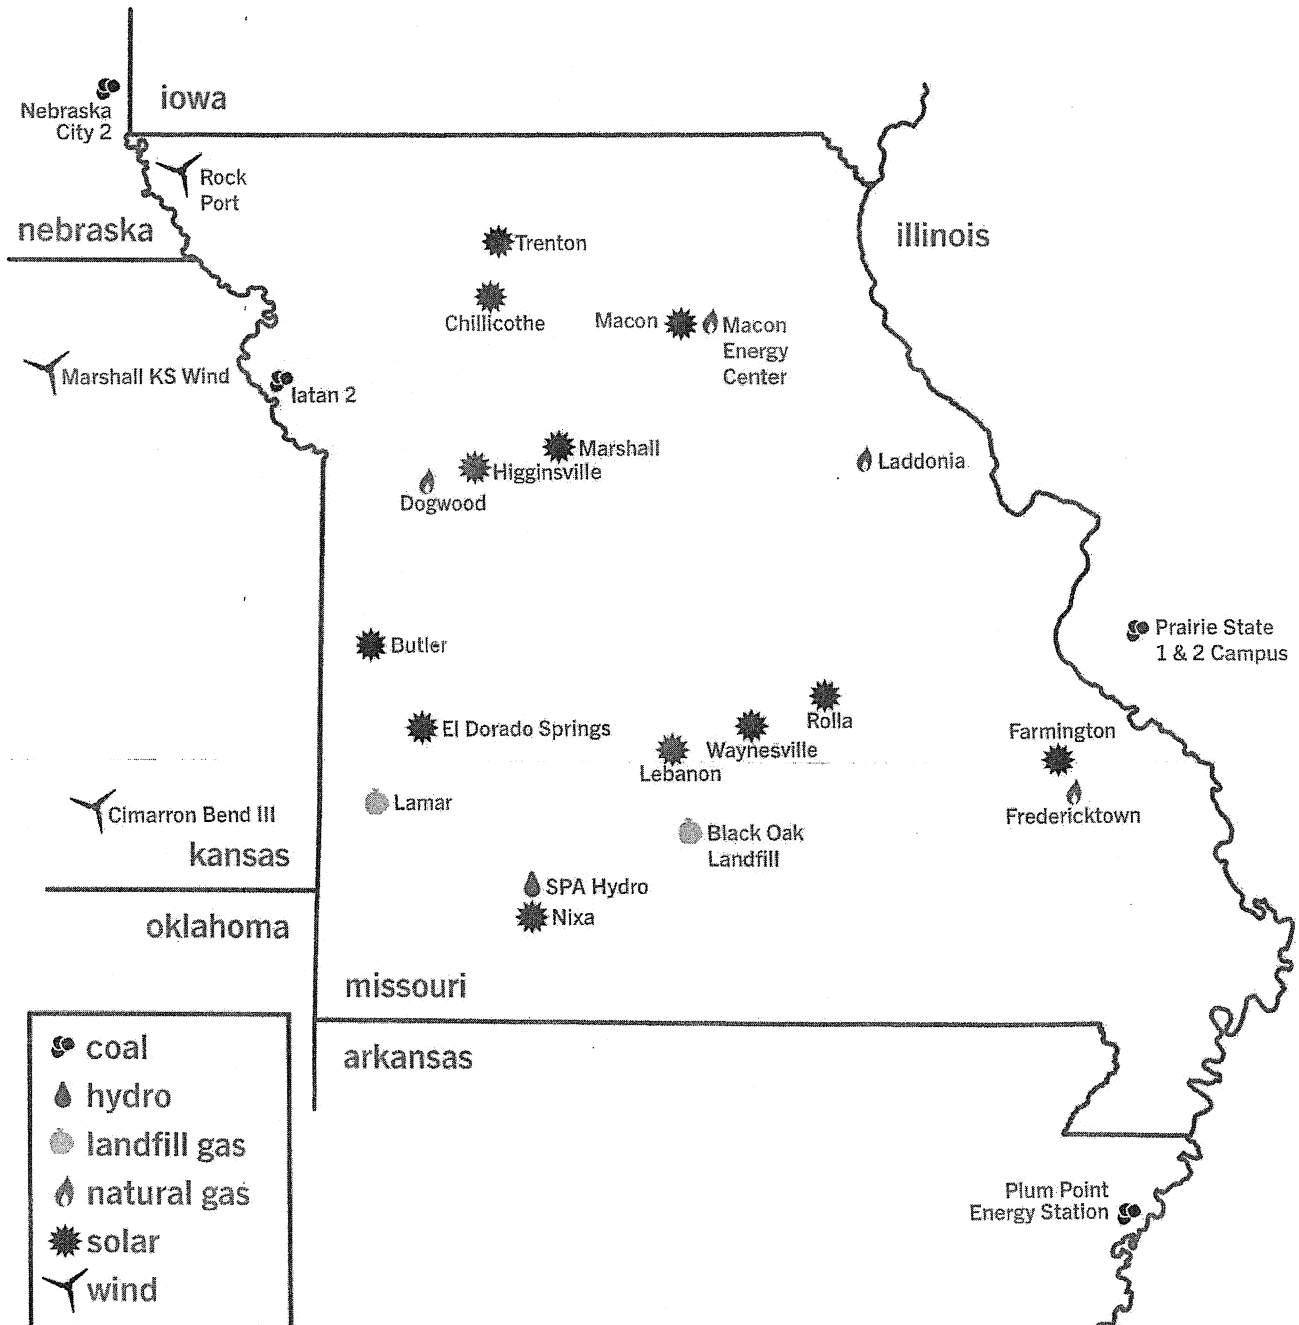 iowa
Nebraska
City 2
Rock
Port
nebraska
illinois
Trenton
Chillicothe
Macon
Macon
Energy
Center
Marshall KS Wind
Iatan 2
Marshall
Higginsville
Dogwood
Laddonia
Butler
Prairie State
1 & 2 Campus
El Dorado Springs
Rolla
Waynesville
Lebanon
Farmington
Fredericktown
Lamar
Cimarron Bend III
Black Oak
Landfill
kansas
SPA Hydro
Nixa
oklahoma
missouri
arkansas
coal
hydro
landfill gas
natural gas
solar
wind
Plum Point
Energy Station